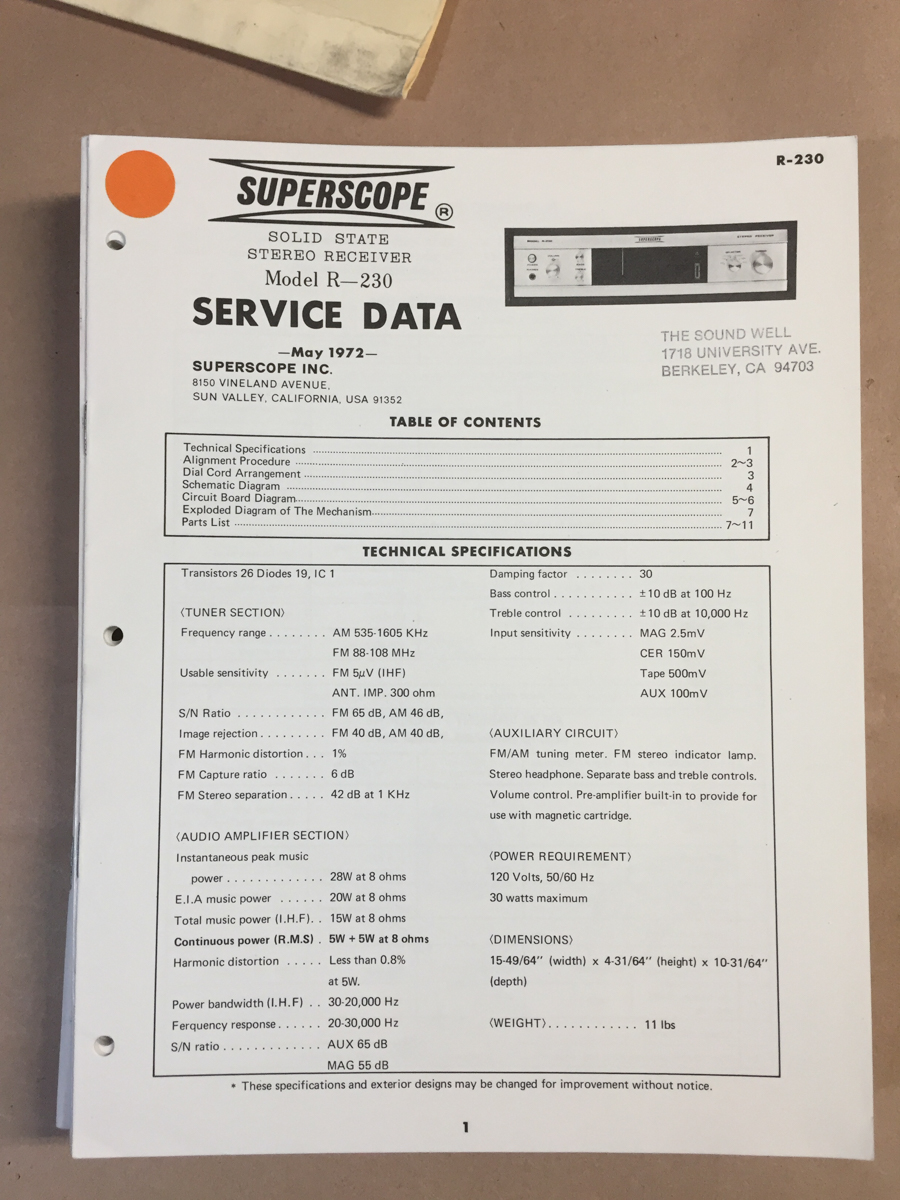 R-230
SUPERSCOPE ®
SOLID STATE
STEREO RECEIVER
Model R—230
SERVICE DATA
—May 1972—
SUPERSCOPE INC.
8150 VINELAND AVENUE,
SUN VALLEY, CALIFORNIA, USA 91352
SUPERSCOPE
STEREO RECEIVER
THE SOUND WELL
1718 UNIVERSITY AVE.
BERKELEY, CA 94703
TABLE OF CONTENTS
Technical Specifications ........ 1
Alignment Procedure ........ 2~3
Dial Cord Arrangement ........ 3
Schematic Diagram ........ 4
Circuit Board Diagram ........ 5~6
Exploded Diagram of The Mechanism ........ 7
Parts List ........ 7~11
TECHNICAL SPECIFICATIONS
Transistors 26 Diodes 19, IC 1
〈TUNER SECTION〉
Frequency range ........ AM 535-1605 KHz
FM 88-108 MHz
Usable sensitivity ....... FM 5μV (IHF)
ANT. IMP. 300 ohm
S/N Ratio ............ FM 65 dB, AM 46 dB,
Image rejection ......... FM 40 dB, AM 40 dB,
FM Harmonic distortion ... 1%
FM Capture ratio ....... 6 dB
FM Stereo separation ..... 42 dB at 1 KHz
〈AUDIO AMPLIFIER SECTION〉
Instantaneous peak music
power ............. 28W at 8 ohms
E.I.A music power ...... 20W at 8 ohms
Total music power (I.H.F) .. 15W at 8 ohms
Continuous power (R.M.S) . 5W + 5W at 8 ohms
Harmonic distortion ..... Less than 0.8%
at 5W.
Power bandwidth (I.H.F) .. 30-20,000 Hz
Ferquency response ...... 20-30,000 Hz
S/N ratio ............. AUX 65 dB
MAG 55 dB
Damping factor ........ 30
Bass control ........... ±10 dB at 100 Hz
Treble control ......... ±10 dB at 10,000 Hz
Input sensitivity ........ MAG 2.5mV
CER 150mV
Tape 500mV
AUX 100mV
〈AUXILIARY CIRCUIT〉
FM/AM tuning meter. FM stereo indicator lamp.
Stereo headphone. Separate bass and treble controls.
Volume control. Pre-amplifier built-in to provide for
use with magnetic cartridge.
〈POWER REQUIREMENT〉
120 Volts, 50/60 Hz
30 watts maximum
〈DIMENSIONS〉
15-49/64" (width) x 4-31/64" (height) x 10-31/64"
(depth)
〈WEIGHT〉............ 11 lbs
* These specifications and exterior designs may be changed for improvement without notice.
1